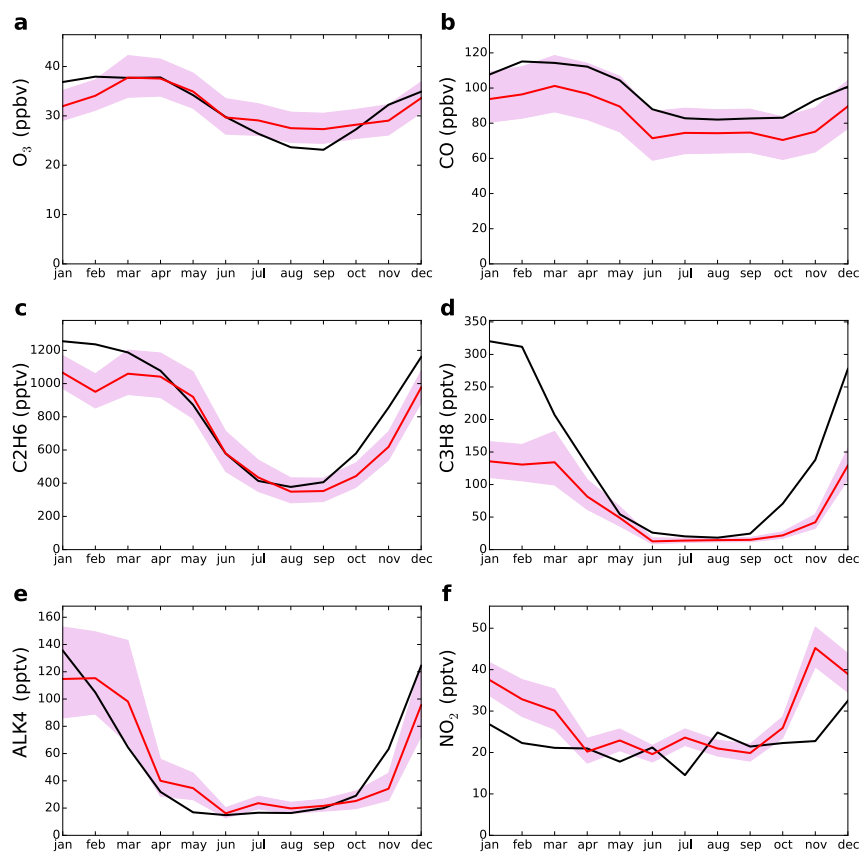 a
O₃ (ppbv)
40
30
20
10
0
jan feb mar apr may jun jul aug sep oct nov dec
b
CO (ppbv)
120
100
80
60
40
20
0
jan feb mar apr may jun jul aug sep oct nov dec
c
C2H6 (pptv)
1200
1000
800
600
400
200
0
jan feb mar apr may jun jul aug sep oct nov dec
d
C3H8 (pptv)
350
300
250
200
150
100
50
0
jan feb mar apr may jun jul aug sep oct nov dec
e
ALK4 (pptv)
160
140
120
100
80
60
40
20
0
jan feb mar apr may jun jul aug sep oct nov dec
f
NO₂ (pptv)
50
40
30
20
10
0
jan feb mar apr may jun jul aug sep oct nov dec